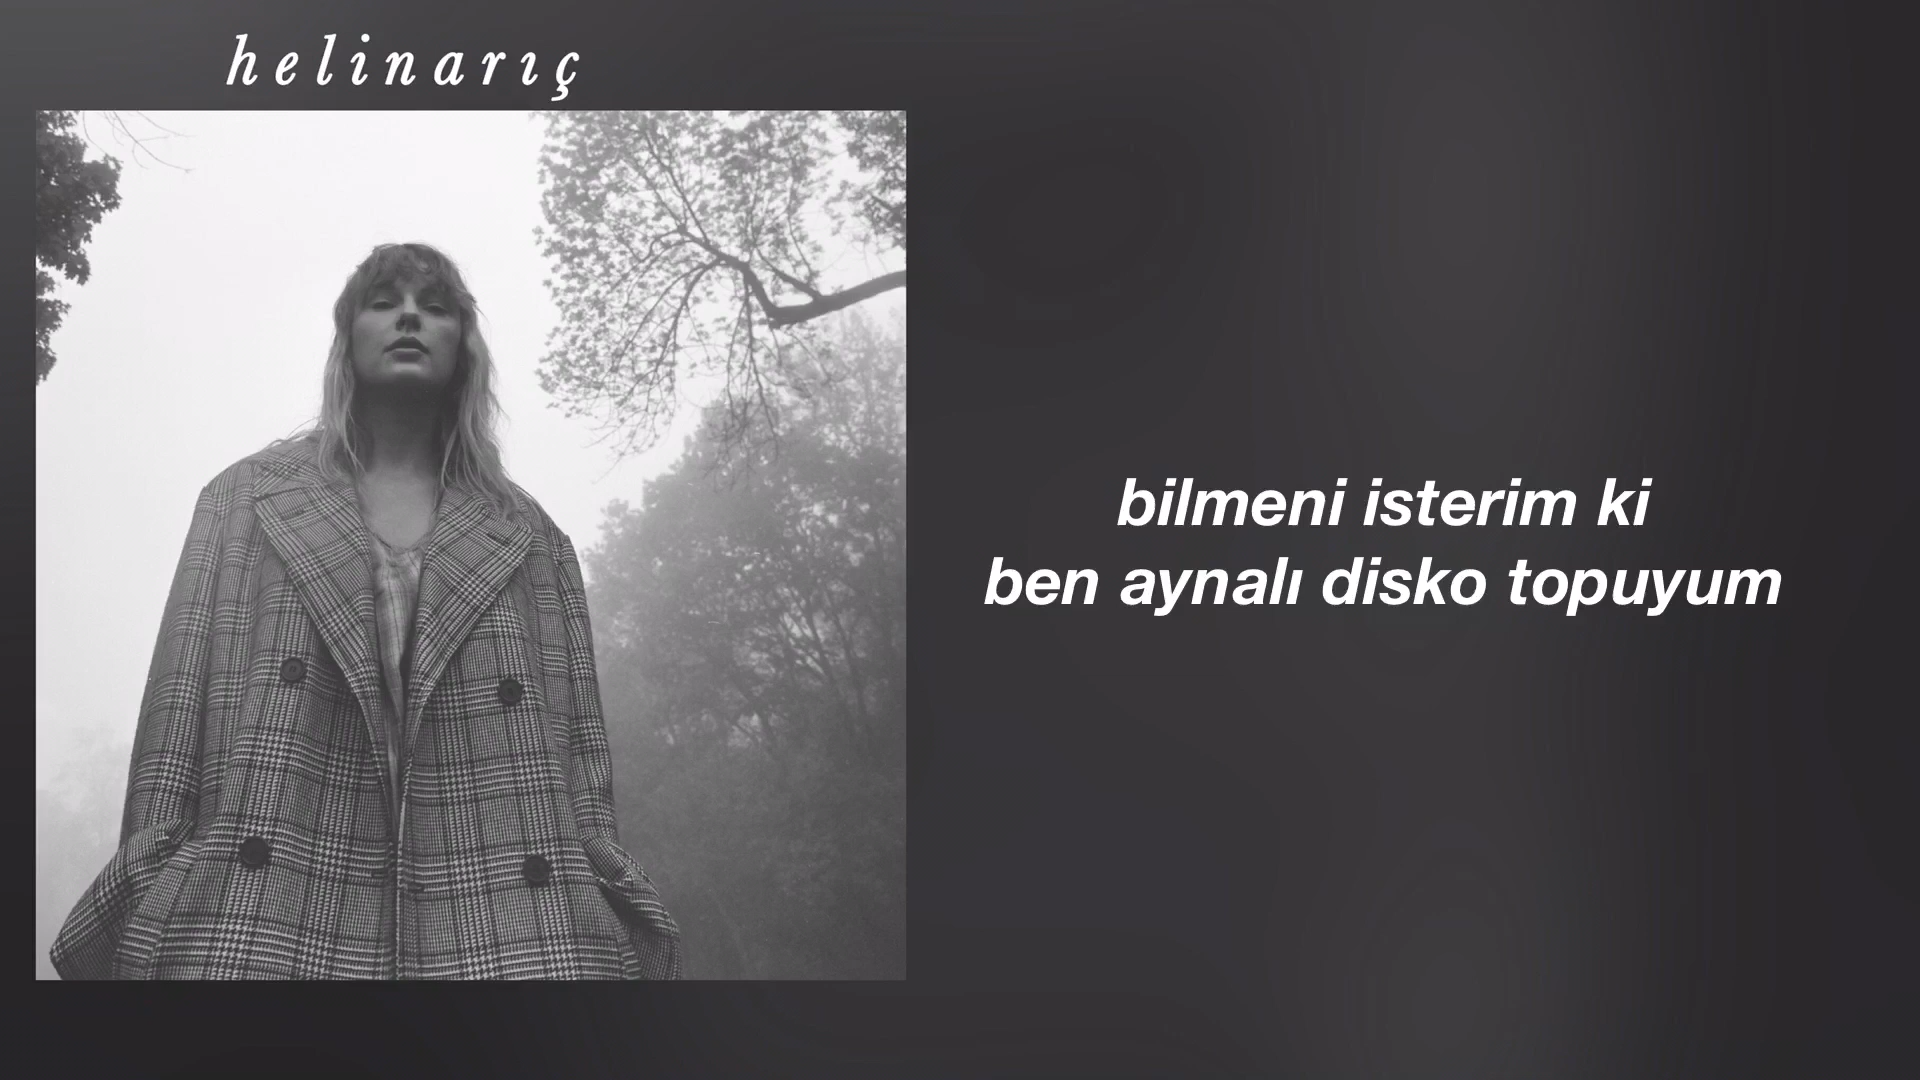 helinarıç
bilmeni isterim ki
ben aynalı disko topuyum